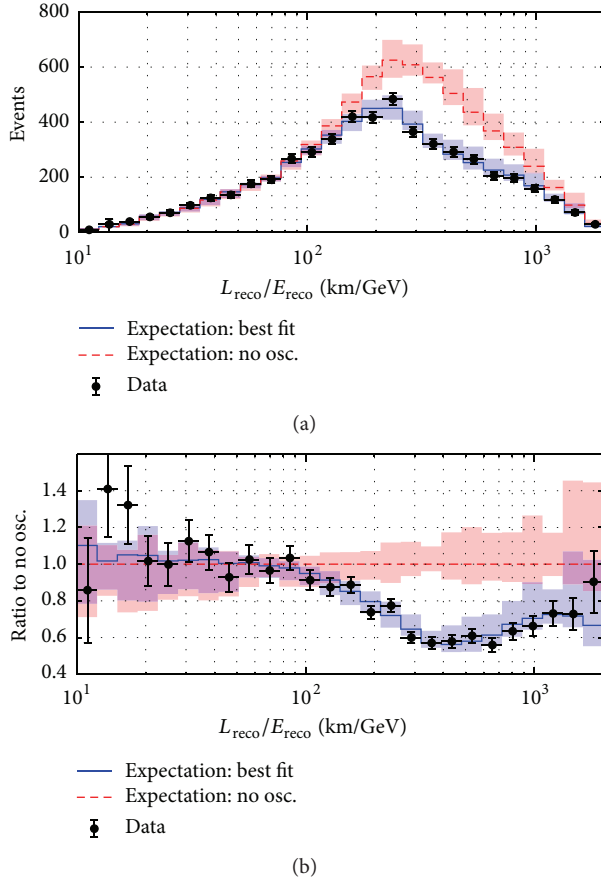 800
600
400
200
0
Events
10^1
10^2
10^3
L_reco/E_reco (km/GeV)
Expectation: best fit
Expectation: no osc.
Data
(a)
1.4
1.2
1.0
0.8
0.6
0.4
Ratio to no osc.
10^1
10^2
10^3
L_reco/E_reco (km/GeV)
Expectation: best fit
Expectation: no osc.
Data
(b)